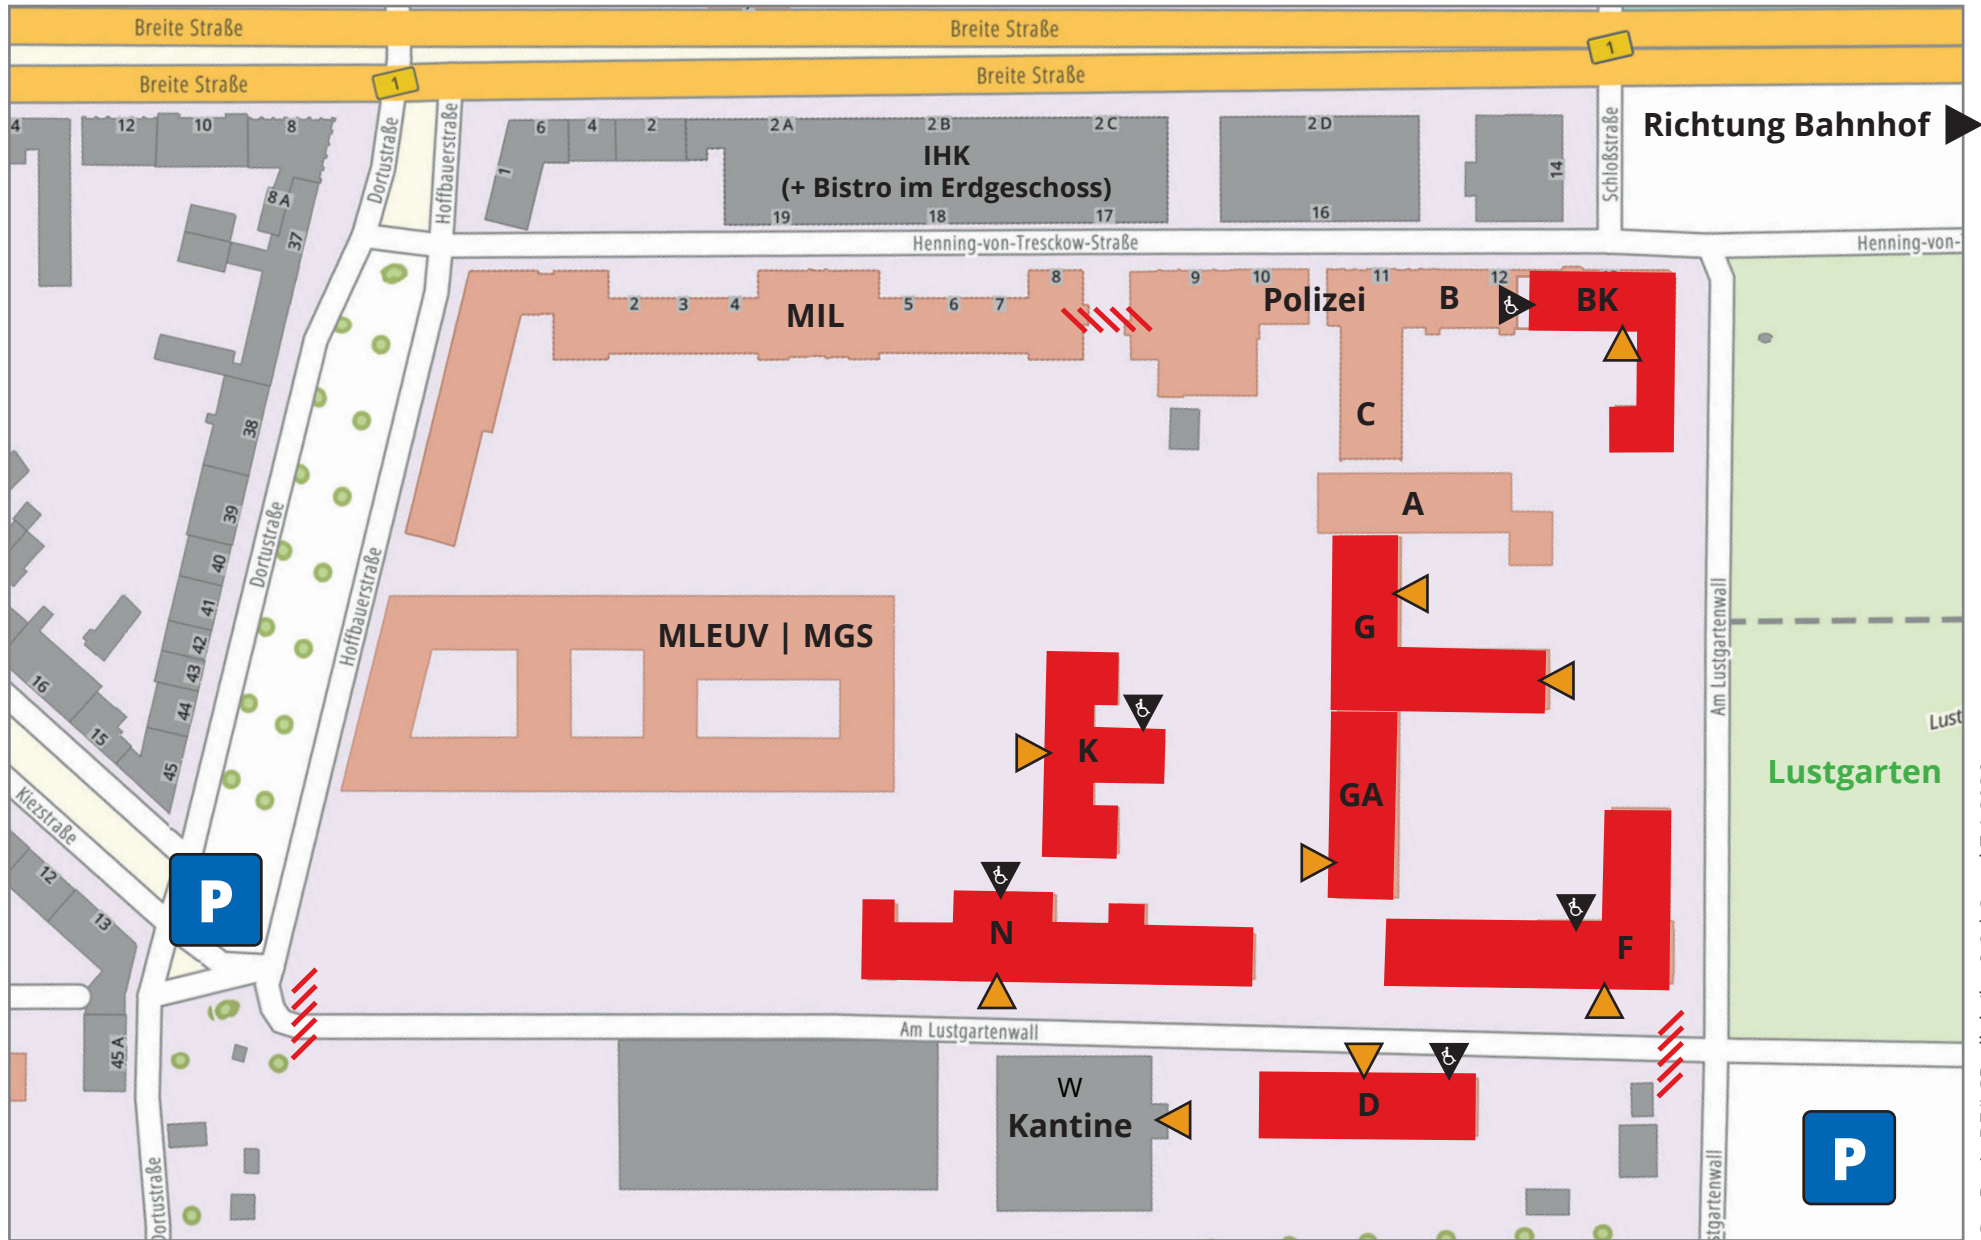 Breite Straße
Breite Straße
1
Breite Straße
Breite Straße
1
4
12
10
8
8 A
37
Dortustraße
Hoffbauerstraße
6
4
2
2 A
2 B
2 C
2 D
1
IHK
(+ Bistro im Erdgeschoss)
19
18
17
16
14
Schloßstraße
Richtung Bahnhof
Henning-von-Tresckow-Straße
Henning-von-
2
3
4
MIL
5
6
7
8
9
10
11
12
Polizei
B
BK
C
A
38
39
40
41
42
43
44
45
16
15
Dortustraße
Hoffbauerstraße
MLEUV | MGS
G
K
GA
Am Lustgartenwall
Lust
Lustgarten
Kiezstraße
12
13
P
N
F
45 A
Am Lustgartenwall
W
Kantine
D
P
Dortustraße
stgartenwall